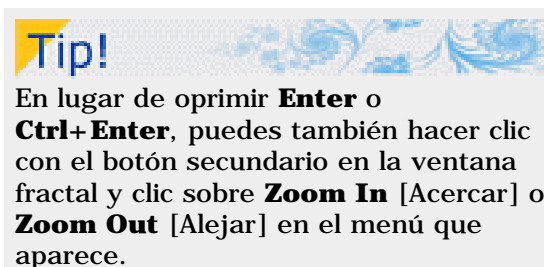 Tip!
En lugar de oprimir Enter o
Ctrl+Enter, puedes también hacer clic
con el botón secundario en la ventana
fractal y clic sobre Zoom In [Acercar] o
Zoom Out [Alejar] en el menú que
aparece.